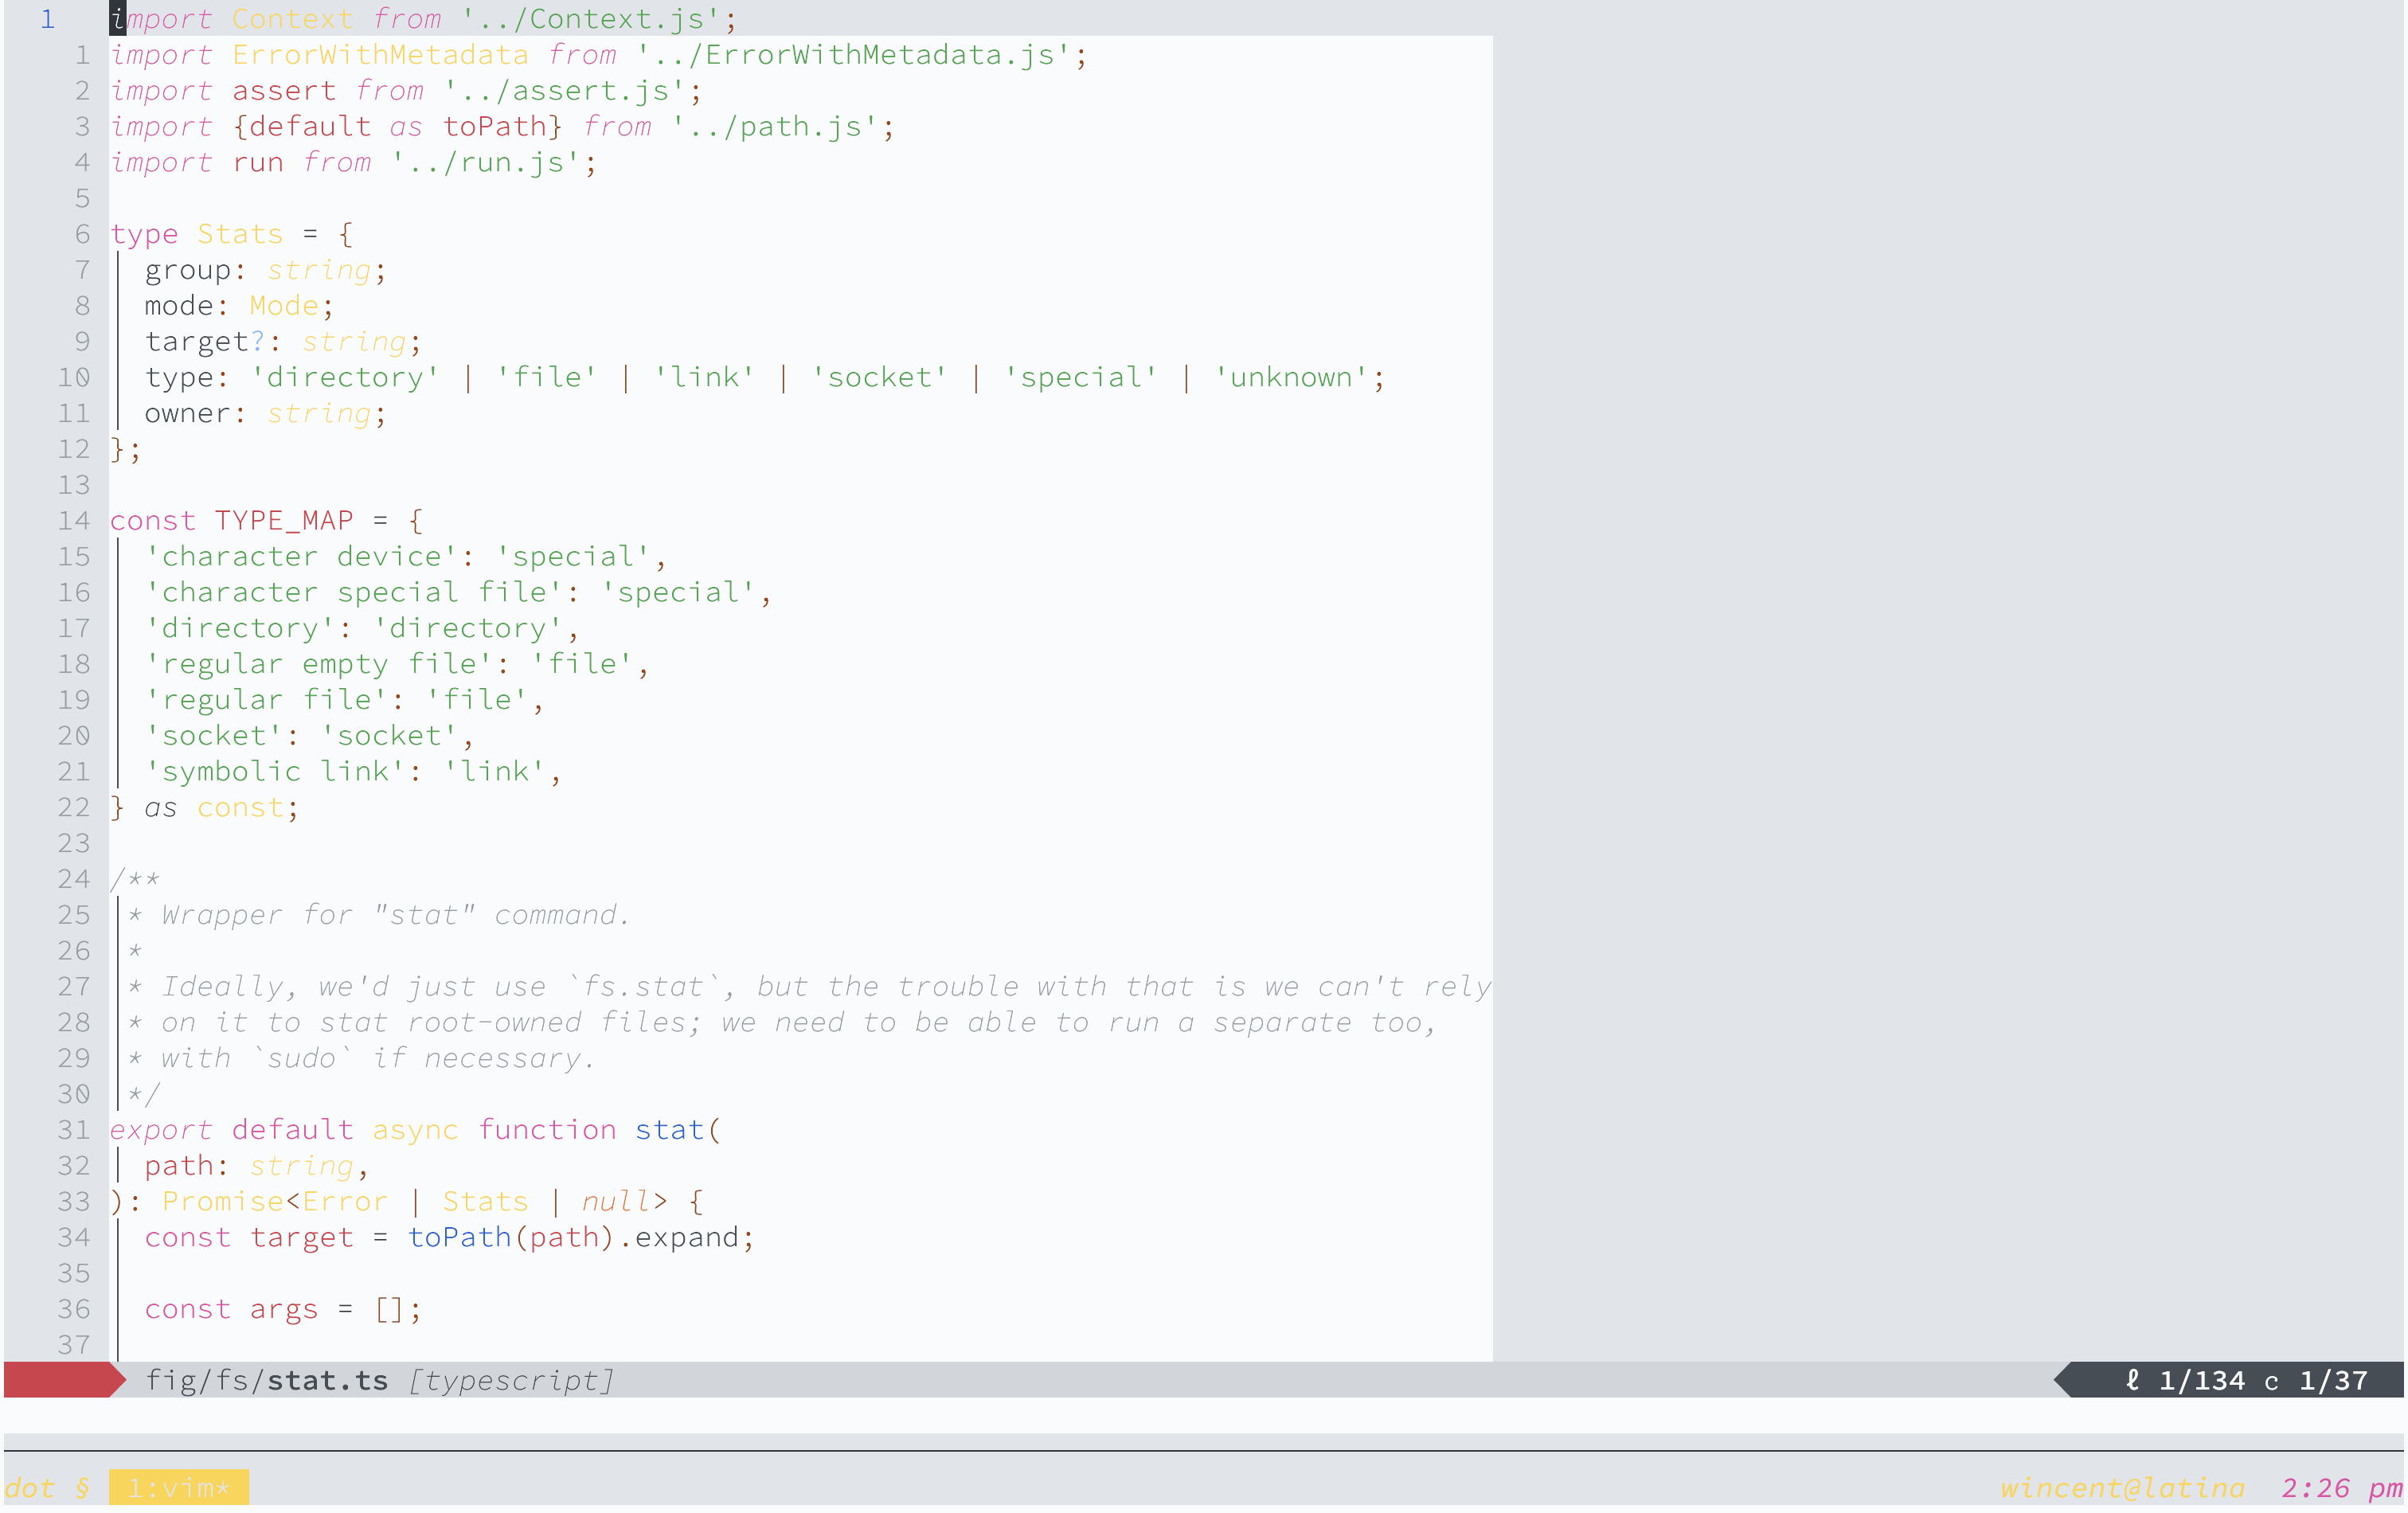 1 import Context from '../Context.js';
1 import ErrorWithMetadata from '../ErrorWithMetadata.js';
2 import assert from '../assert.js';
3 import {default as toPath} from '../path.js';
4 import run from '../run.js';
5
6 type Stats = {
7   group: string;
8   mode: Mode;
9   target?: string;
10   type: 'directory' | 'file' | 'link' | 'socket' | 'special' | 'unknown';
11   owner: string;
12 };
13
14 const TYPE_MAP = {
15   'character device': 'special',
16   'character special file': 'special',
17   'directory': 'directory',
18   'regular empty file': 'file',
19   'regular file': 'file',
20   'socket': 'socket',
21   'symbolic link': 'link',
22 } as const;
23
24 /**
25  * Wrapper for "stat" command.
26  *
27  * Ideally, we'd just use `fs.stat`, but the trouble with that is we can't rely
28  * on it to stat root-owned files; we need to be able to run a separate too,
29  * with `sudo` if necessary.
30  */
31 export default async function stat(
32   path: string,
33 ): Promise<Error | Stats | null> {
34   const target = toPath(path).expand;
35
36   const args = [];
37
fig/fs/stat.ts [typescript] ℓ 1/134 c 1/37
dot § 1:vim* wincent@latina 2:26 pm